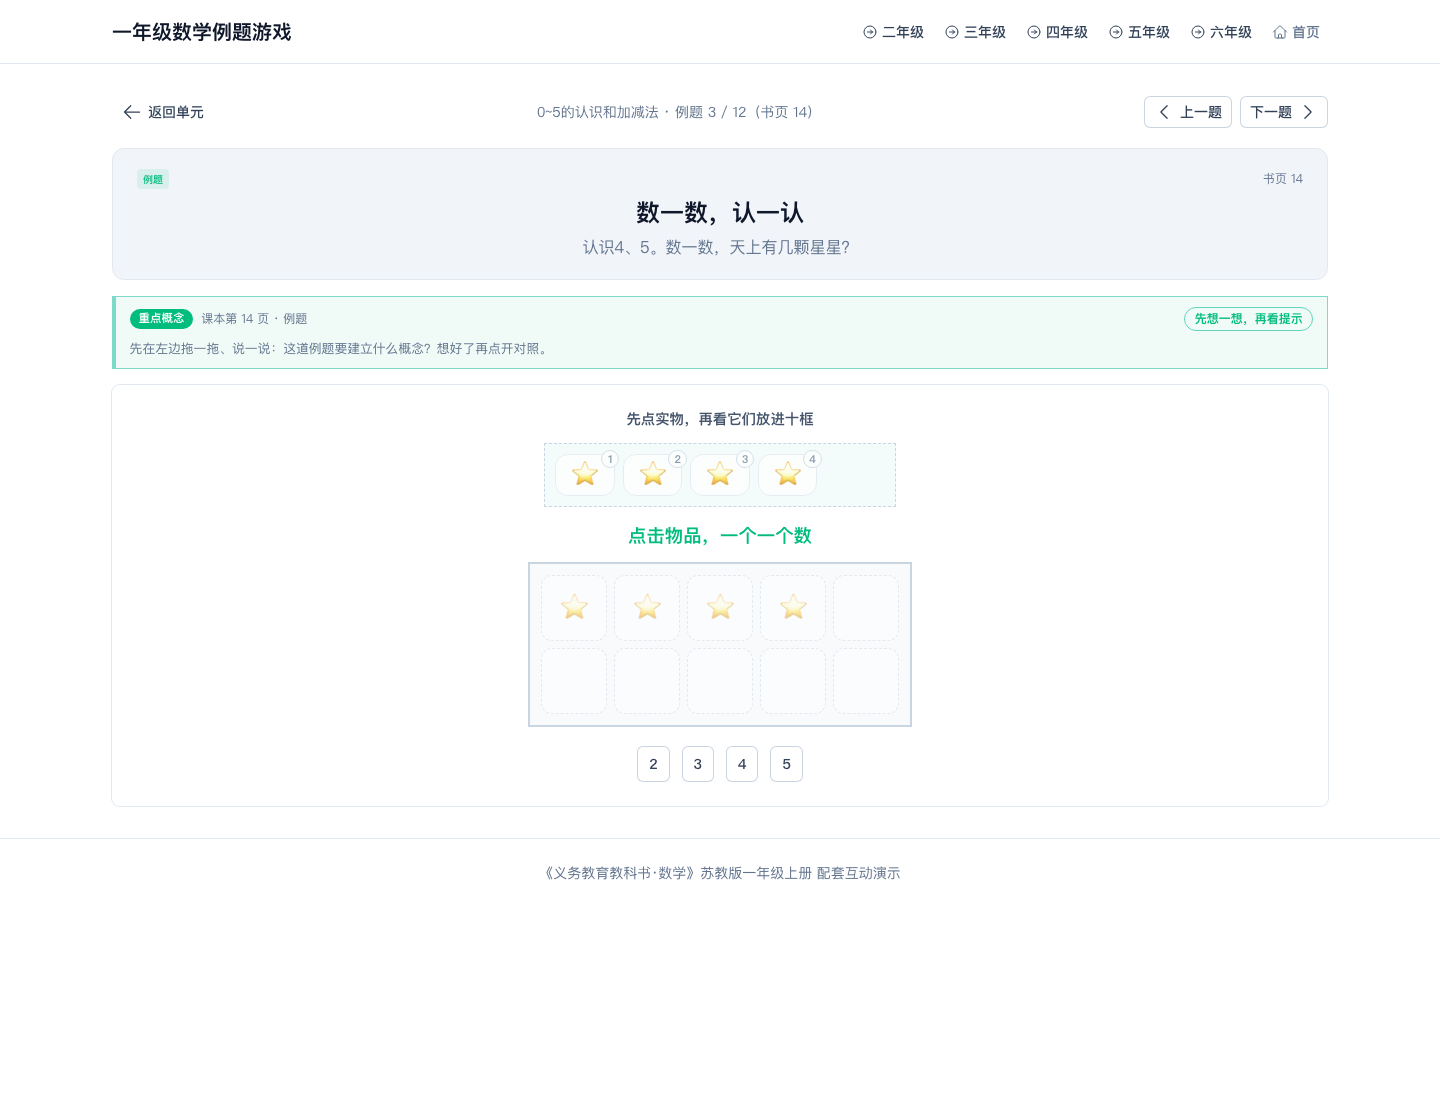 一年级数学例题游戏
二年级 三年级 四年级 五年级 六年级 首页
返回单元
0~5的认识和加减法 · 例题 3 / 12（书页 14）
上一题 下一题
例题
书页 14
数一数，认一认
认识4、5。数一数，天上有几颗星星？
重点概念 课本第 14 页 · 例题
先想一想，再看提示
先在左边拖一拖、说一说：这道例题要建立什么概念？想好了再点开对照。
先点实物，再看它们放进十框
1 2 3 4
点击物品，一个一个数
2 3 4 5
《义务教育教科书·数学》苏教版一年级上册 配套互动演示